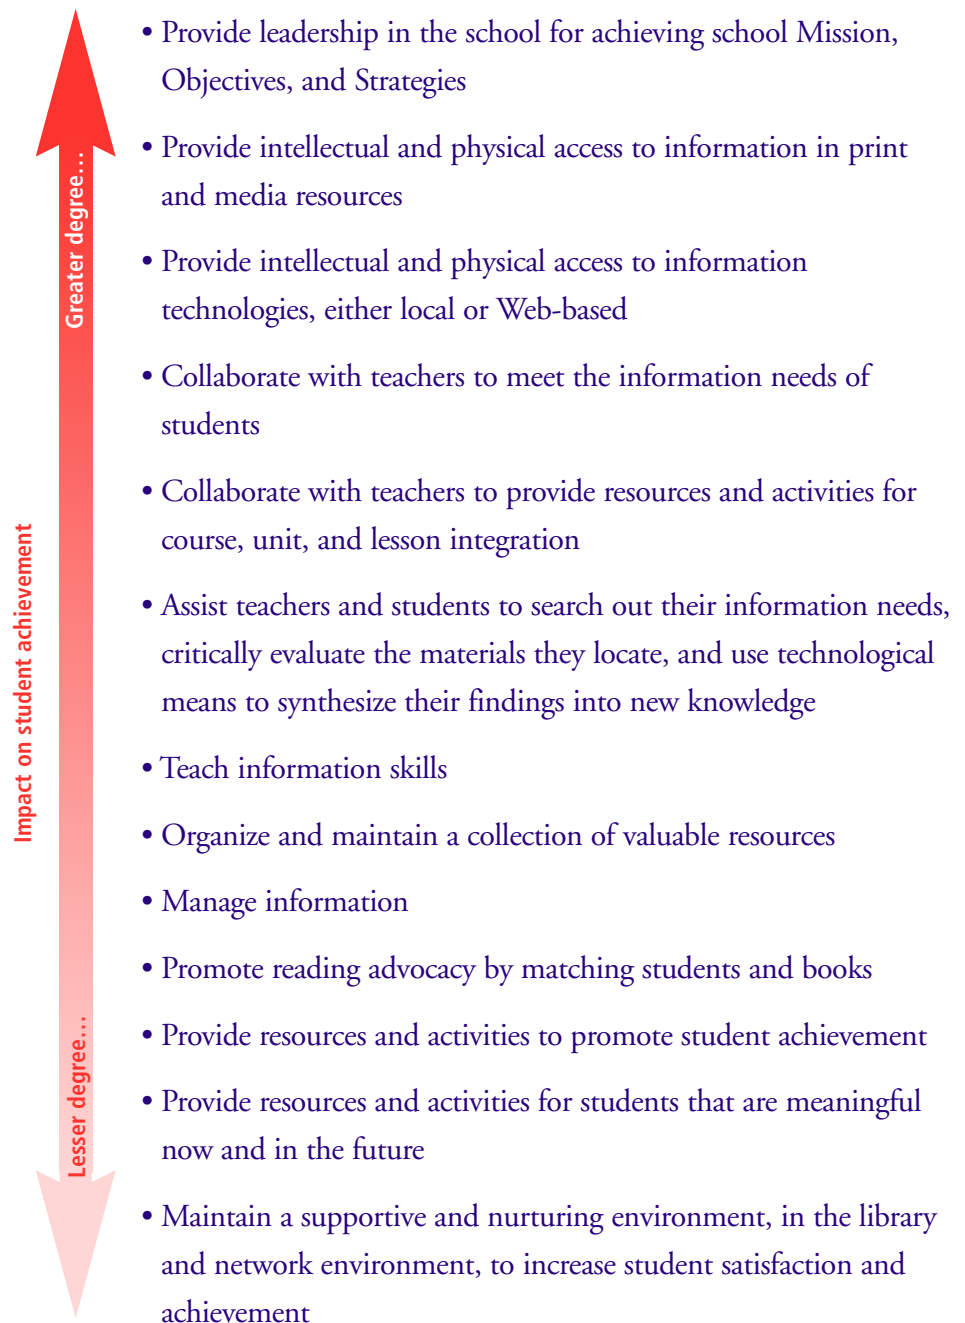 • Provide leadership in the school for achieving school Mission,
Objectives, and Strategies
• Provide intellectual and physical access to information in print
and media resources
• Provide intellectual and physical access to information
technologies, either local or Web-based
• Collaborate with teachers to meet the information needs of
students
• Collaborate with teachers to provide resources and activities for
course, unit, and lesson integration
• Assist teachers and students to search out their information needs,
critically evaluate the materials they locate, and use technological
means to synthesize their findings into new knowledge
• Teach information skills
• Organize and maintain a collection of valuable resources
• Manage information
• Promote reading advocacy by matching students and books
• Provide resources and activities to promote student achievement
• Provide resources and activities for students that are meaningful
now and in the future
• Maintain a supportive and nurturing environment, in the library
and network environment, to increase student satisfaction and
achievement
Impact on student achievement
Greater degree…
Lesser degree…